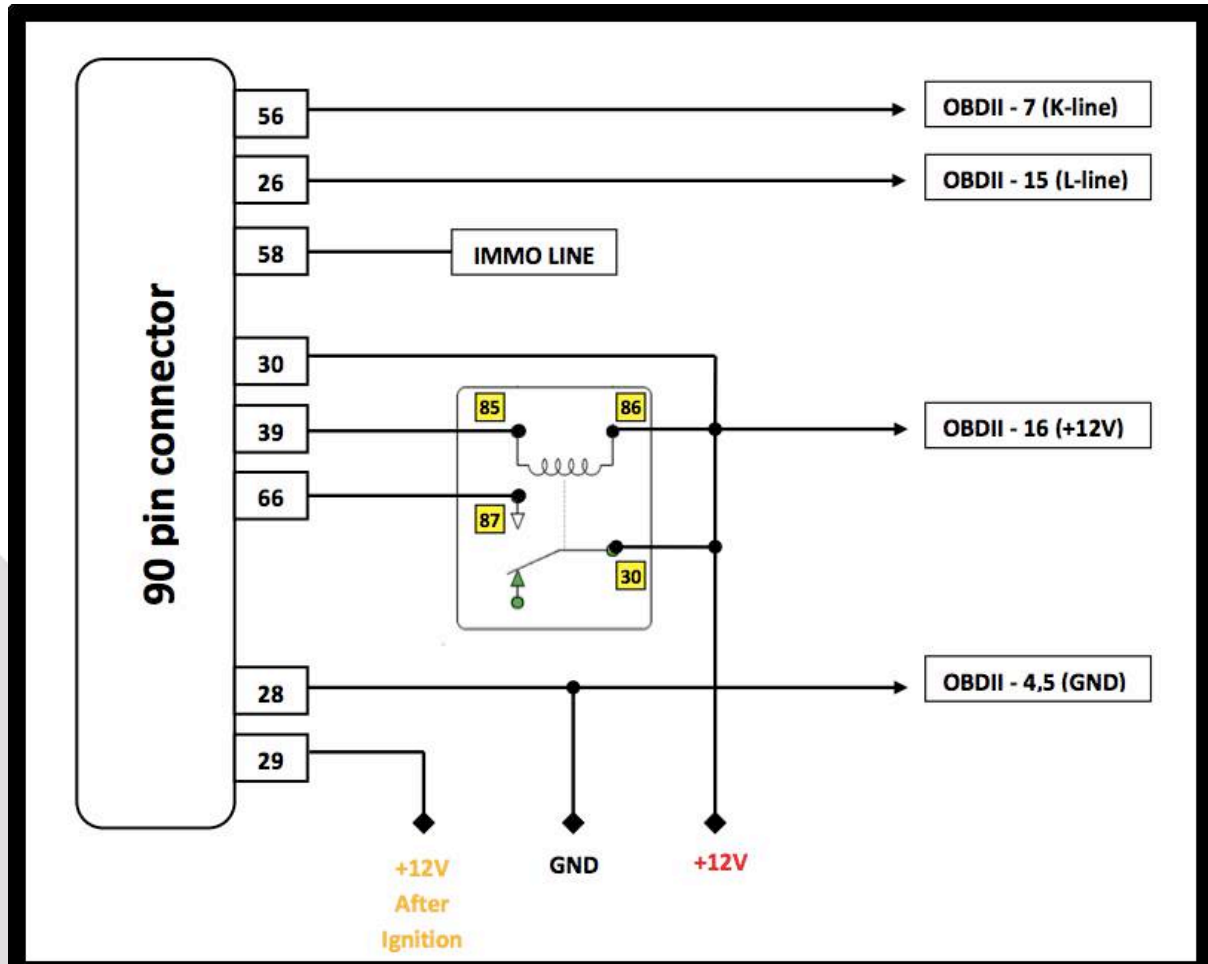 90 pin connector
56
OBDII - 7 (K-line)
26
OBDII - 15 (L-line)
58
IMMO LINE
30
39
85
86
OBDII - 16 (+12V)
66
87
30
28
OBDII - 4,5 (GND)
29
+12V
After
Ignition
GND
+12V